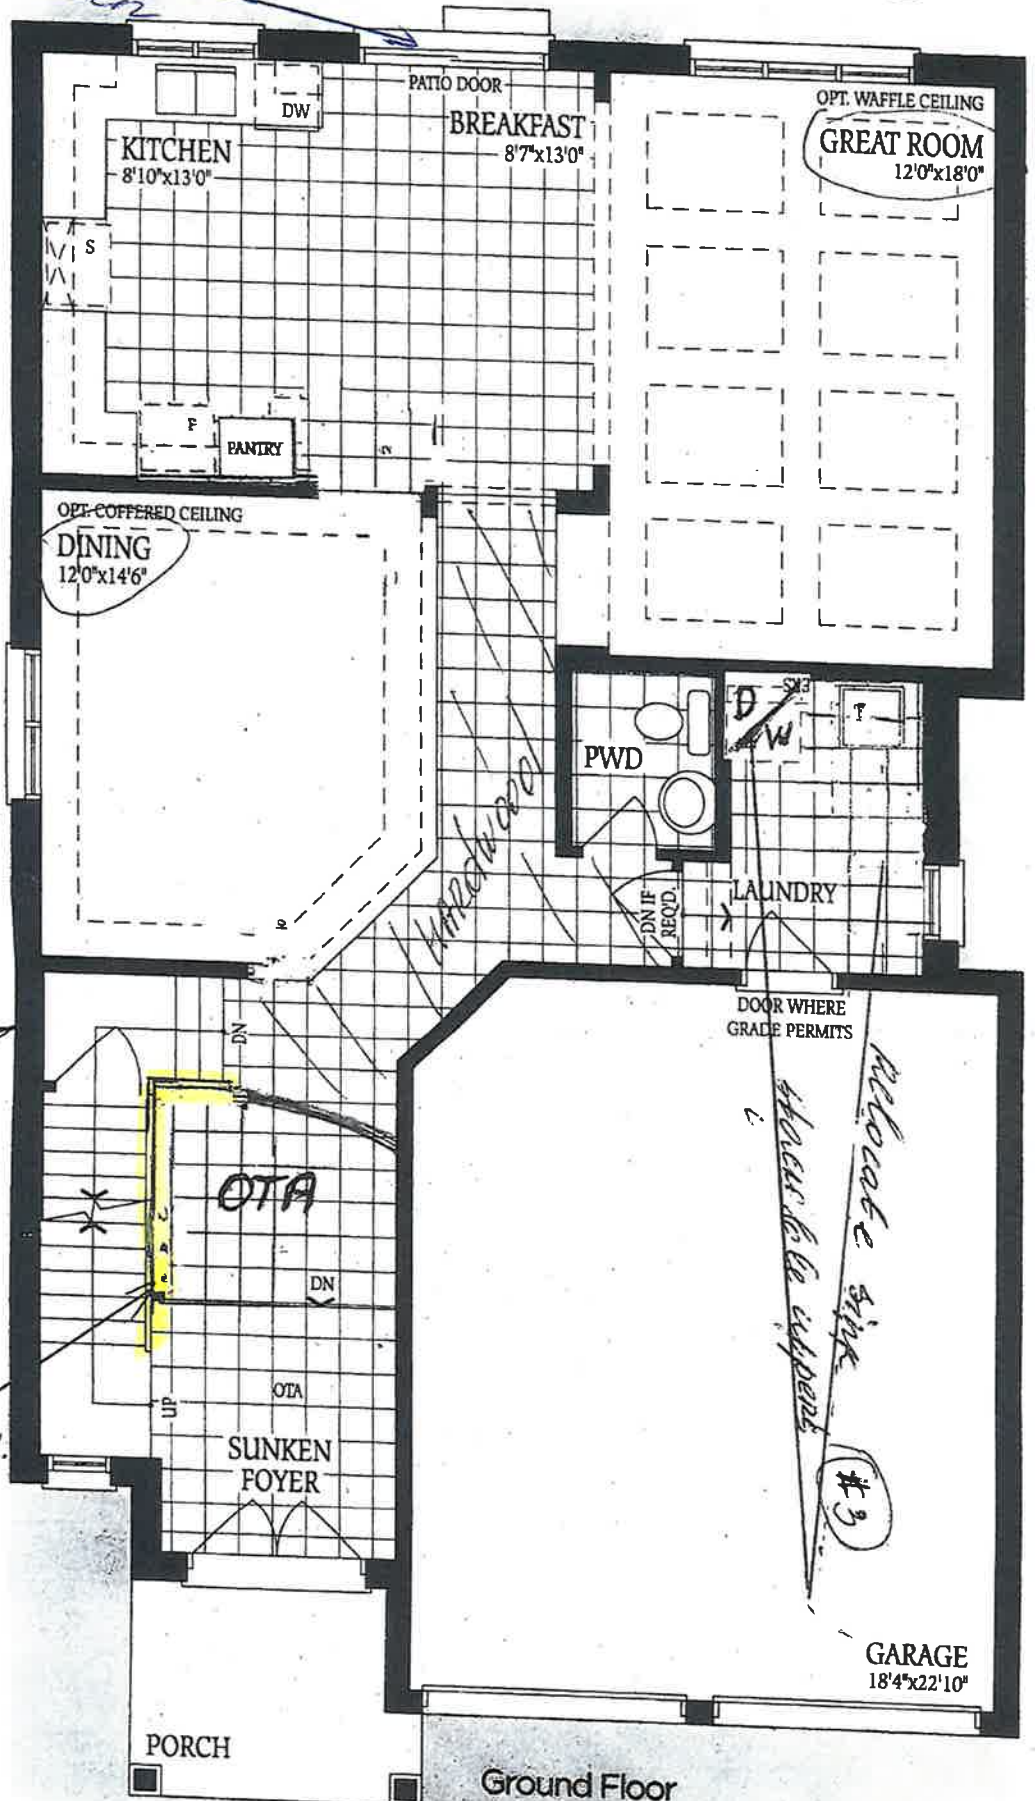 PATIO DOOR
DW
KITCHEN
8'10"x13'0"
BREAKFAST
8'7"x13'0"
OPT. WAFFLE CEILING
GREAT ROOM
12'0"x18'0"
S
F
PANTRY
OPT. COFFERED CEILING
DINING
12'0"x14'6"
D
W
T
PWD
HARDWOOD
DN IF
REQ'D.
LAUNDRY
DN
DOOR WHERE
GRADE PERMITS
OTA
DN
Relocate sink
to be
#3
UP
OTA
SUNKEN
FOYER
GARAGE
18'4"x22'10"
PORCH
Ground Floor